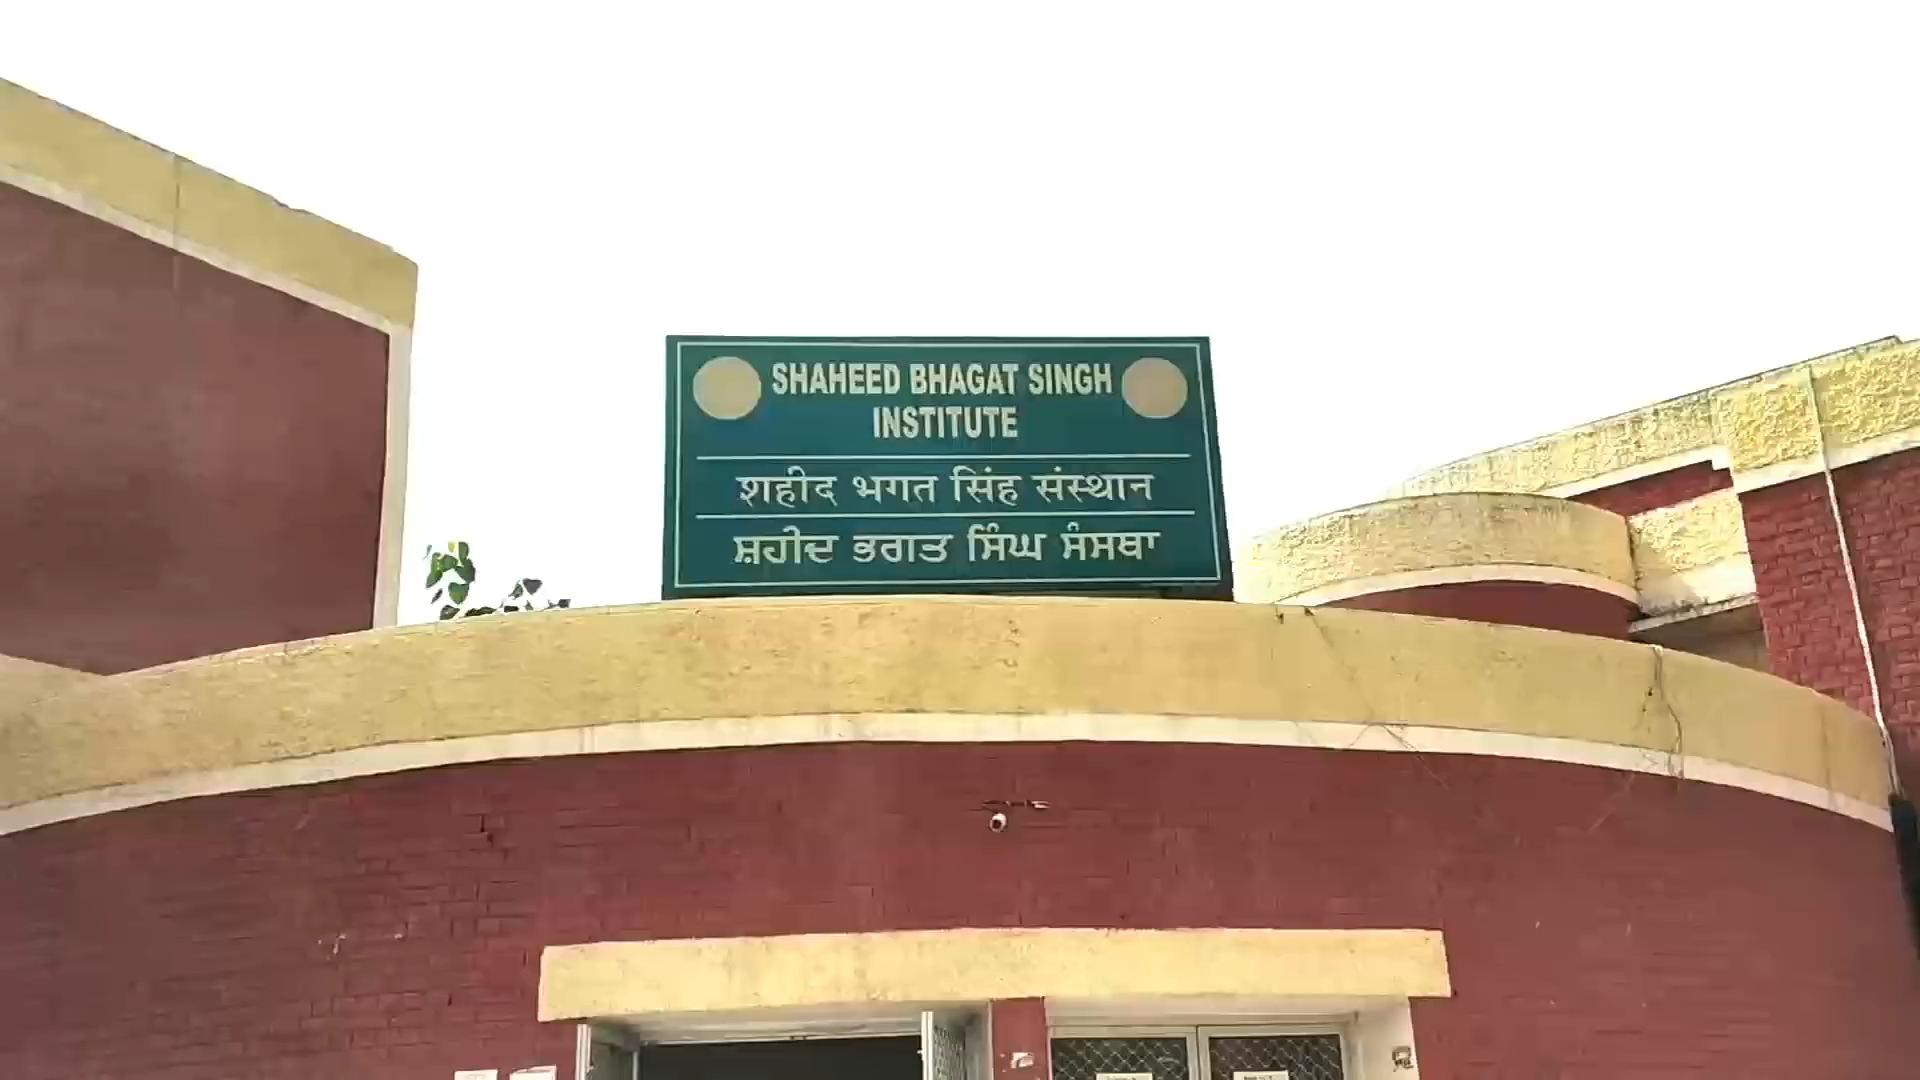 SHAHEED BHAGAT SINGH
INSTITUTE
शहीद भगत सिंह संस्थान
ਸ਼ਹੀਦ ਭਗਤ ਸਿੰਘ ਸੰਸਥਾ